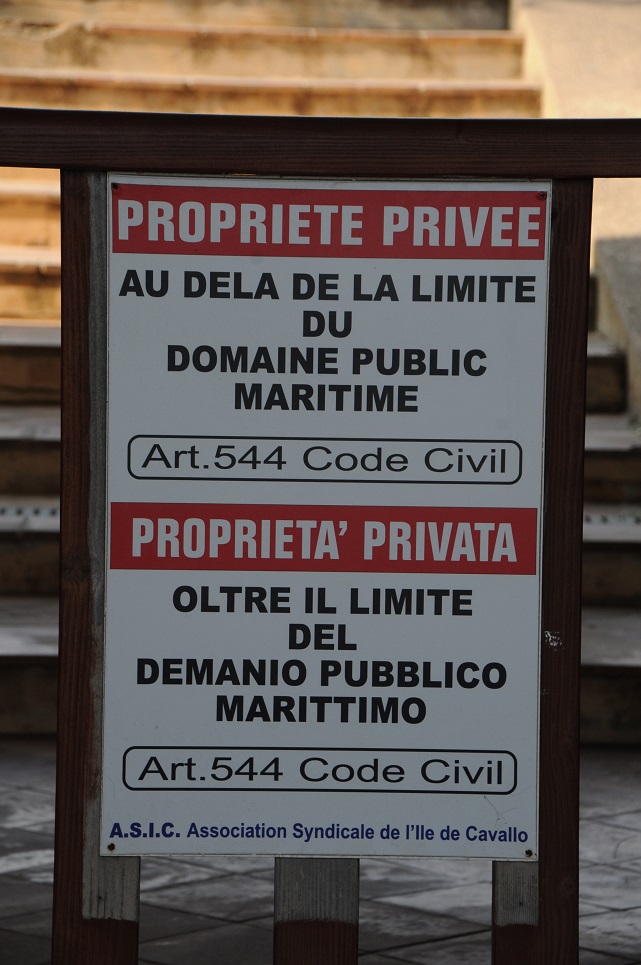 PROPRIETE PRIVEE
AU DELA DE LA LIMITE
DU
DOMAINE PUBLIC
MARITIME
Art.544 Code Civil
PROPRIETA' PRIVATA
OLTRE IL LIMITE
DEL
DEMANIO PUBBLICO
MARITTIMO
Art.544 Code Civil
A.S.I.C. Association Syndicale de l'Ile de Cavallo